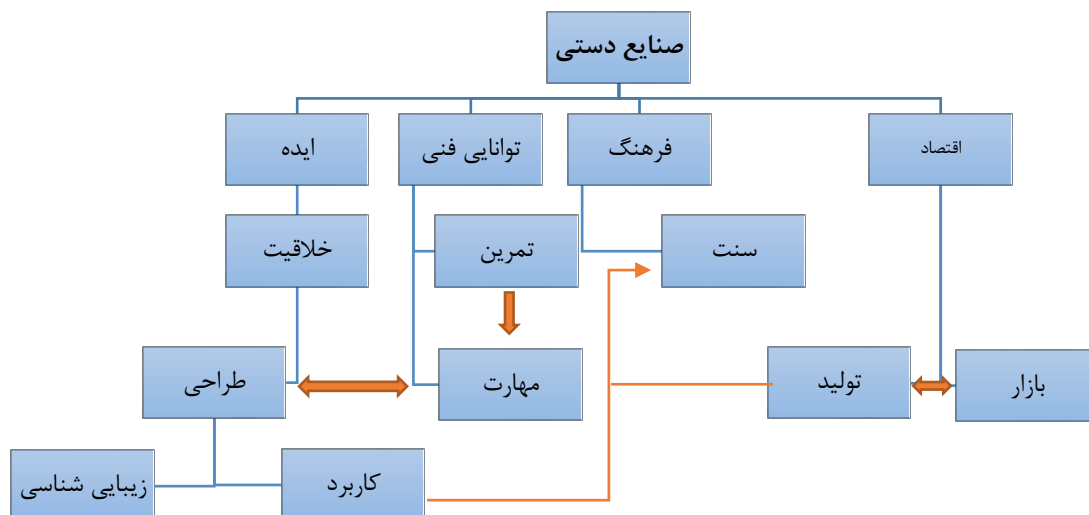 صنایع دستی
اقتصاد
فرهنگ
توانایی فنی
ایده
سنت
تمرین
خلاقیت
بازار
تولید
مهارت
طراحی
کاربرد
زیبایی شناسی